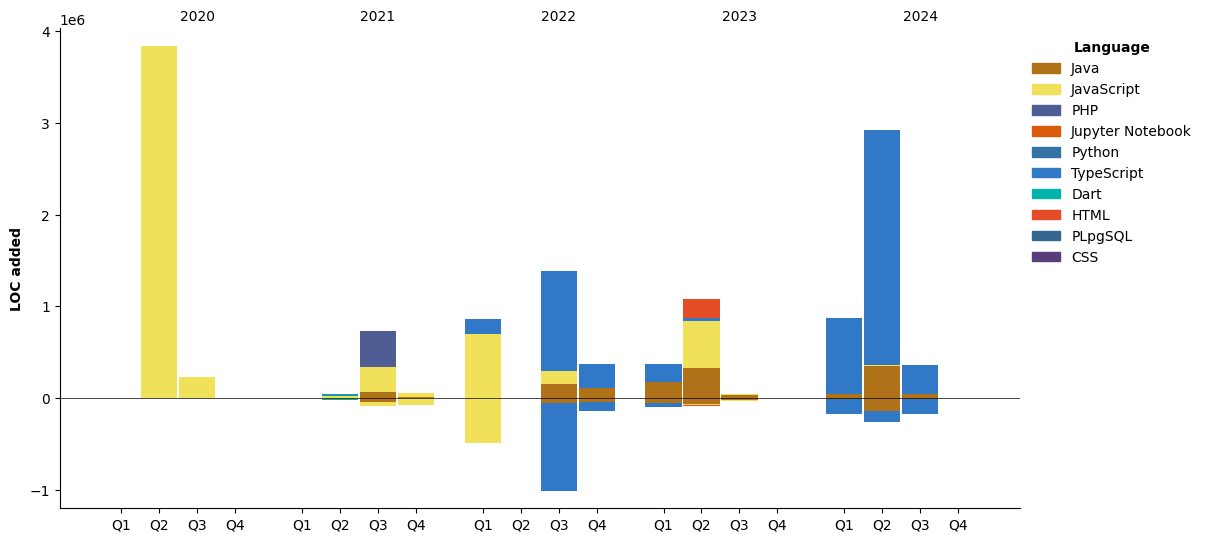 1e6
2020 2021 2022 2023 2024
4
3
2
1
0
−1
LOC added
Q1 Q2 Q3 Q4 Q1 Q2 Q3 Q4 Q1 Q2 Q3 Q4 Q1 Q2 Q3 Q4 Q1 Q2 Q3 Q4
Language
Java
JavaScript
PHP
Jupyter Notebook
Python
TypeScript
Dart
HTML
PLpgSQL
CSS